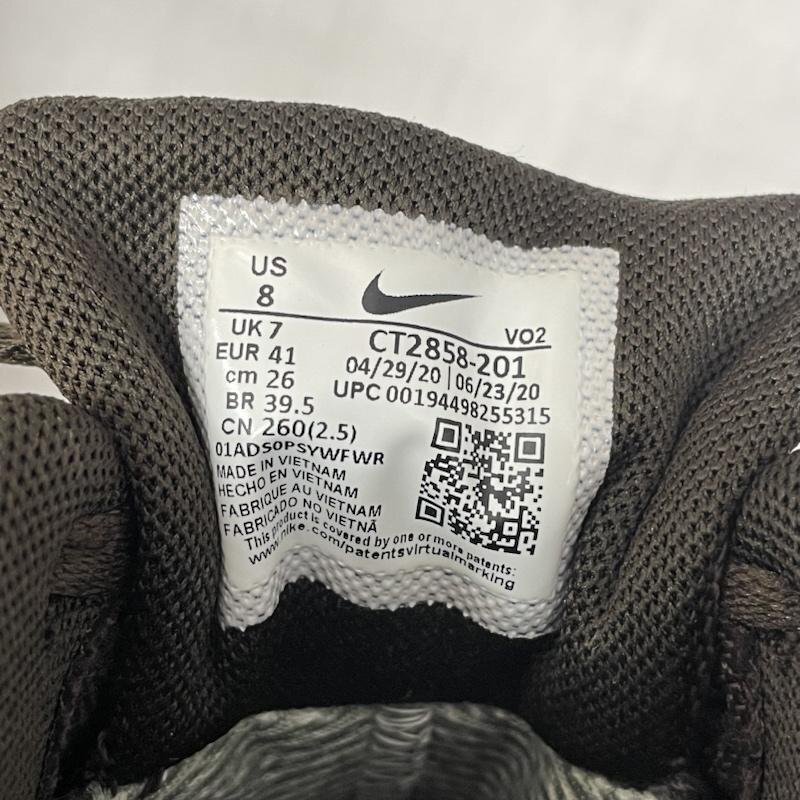 US
8
UK 7
EUR 41
cm 26
BR 39.5
CN 260(2.5)
VO2
CT2858-201
04/29/20 | 06/23/20
UPC 00194498255315
01ADS0PSYWFWR
MADE IN VIETNAM
HECHO EN VIETNAM
FABRIQUE AU VIETNAM
FABRICADO NO VIETNÃ
This product is covered by one or more patents:
www.nike.com/patentsvirtualmarking